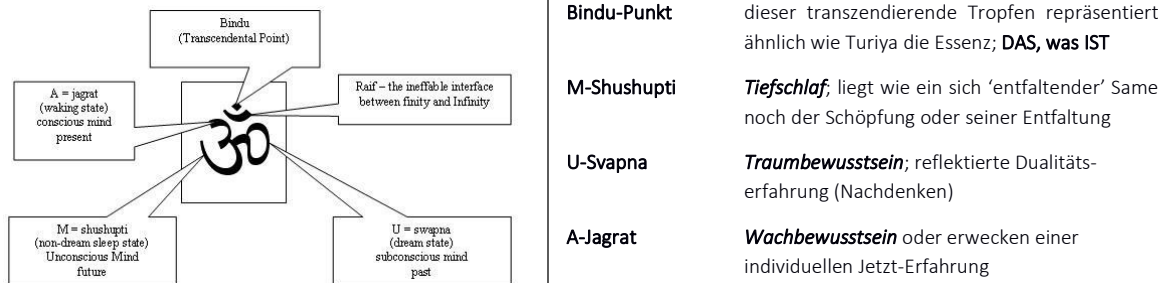 Bindu
(Transcendental Point)
A = jagrat
(waking state)
conscious mind
present
Raif – the ineffable interface
between finity and Infinity
ॐ
M = shushupti
(non-dream sleep state)
Unconscious Mind
future
U = swapna
(dream state)
subconscious mind
past
Bindu-Punkt dieser transzendierende Tropfen repräsentiert
ähnlich wie Turiya die Essenz; DAS, was IST
M-Shushupti Tiefschlaf; liegt wie ein sich ‘entfaltender’ Same
noch der Schöpfung oder seiner Entfaltung
U-Svapna Traumbewusstsein; reflektierte Dualitäts-
erfahrung (Nachdenken)
A-Jagrat Wachbewusstsein oder erwecken einer
individuellen Jetzt-Erfahrung